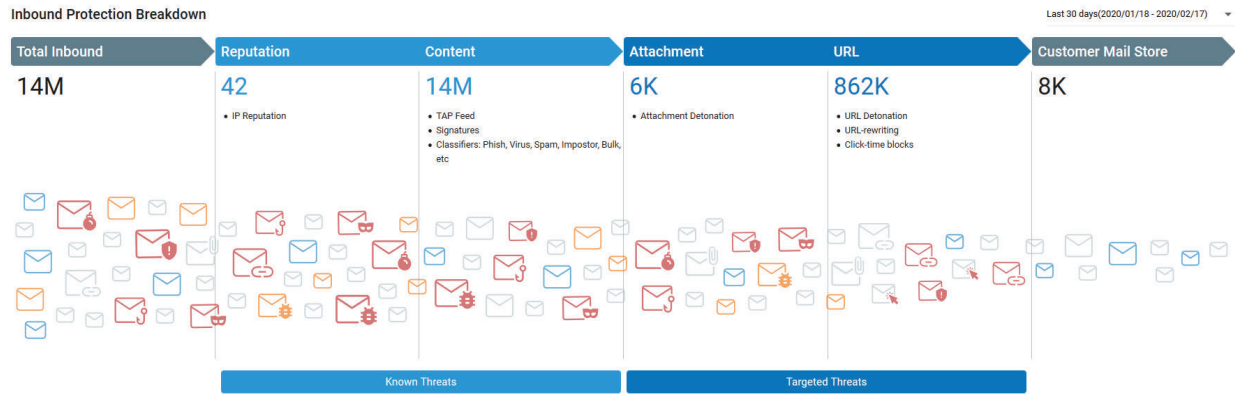 Inbound Protection Breakdown
Last 30 days(2020/01/18 - 2020/02/17)
Total Inbound
Reputation
Content
Attachment
URL
Customer Mail Store
14M
42
14M
6K
862K
8K
• IP Reputation
• TAP Feed
• Signatures
• Classifiers: Phish, Virus, Spam, Impostor, Bulk,
etc
• Attachment Detonation
• URL Detonation
• URL-rewriting
• Click-time blocks
Known Threats
Targeted Threats